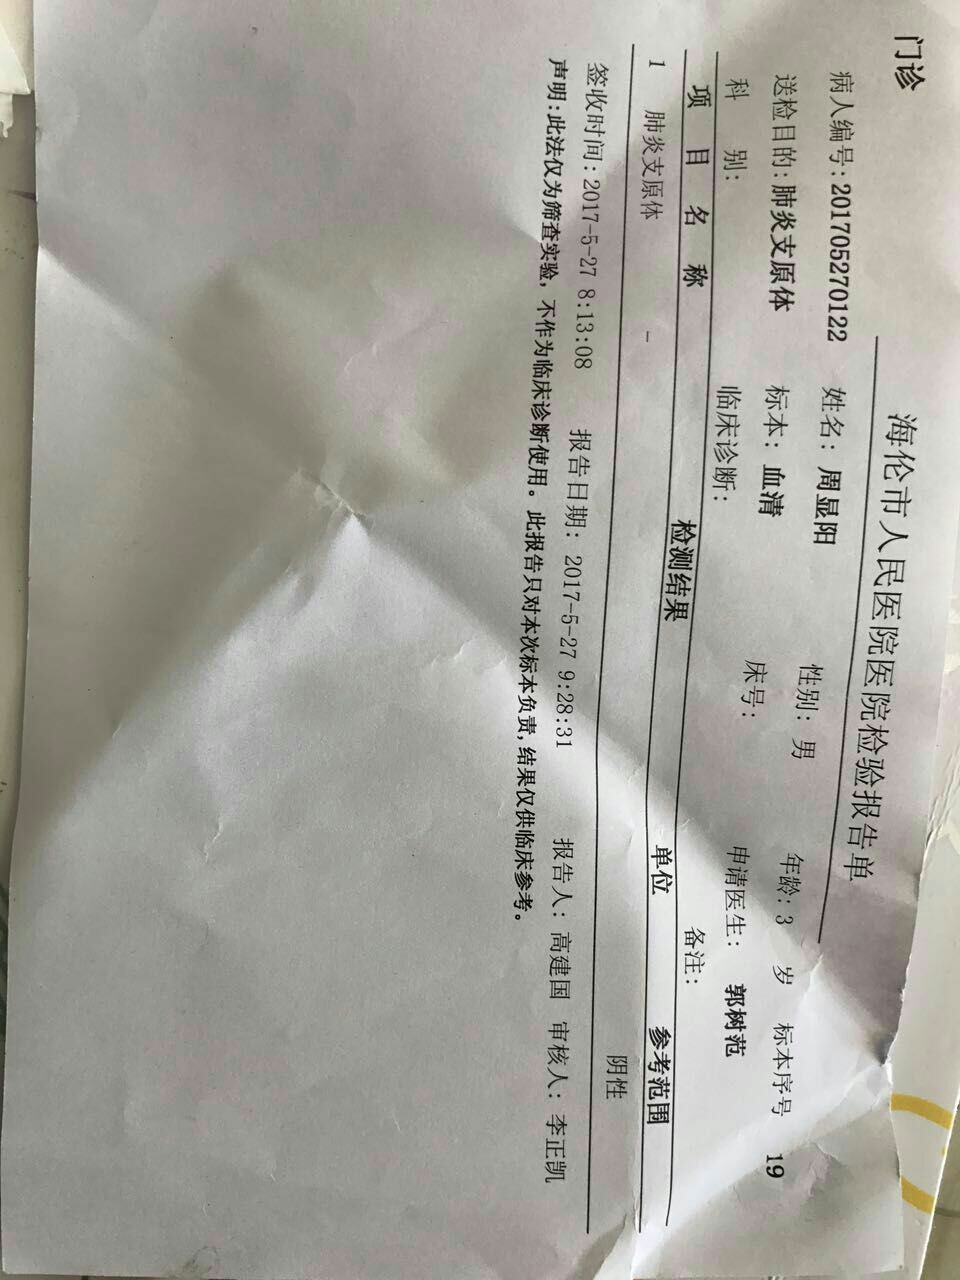 海伦市人民医院医院检验报告单
门诊
病人编号:201705270122 姓名: 周显阳 性别: 男 年龄: 3 岁 标本序号 19
送检目的:肺炎支原体 标本: 血清 床号: 申请医生: 郭树范
科 别: 临床诊断: 备注:
项 目 名 称 检测结果 单位 参考范围
1 肺炎支原体 - 阴性
签收时间: 2017-5-27 8:13:08 报告日期: 2017-5-27 9:28:31 报告人: 高建国 审核人: 李正凯
声明:此法仅为筛查实验, 不作为临床诊断使用。此报告只对本次标本负责, 结果仅供临床参考。